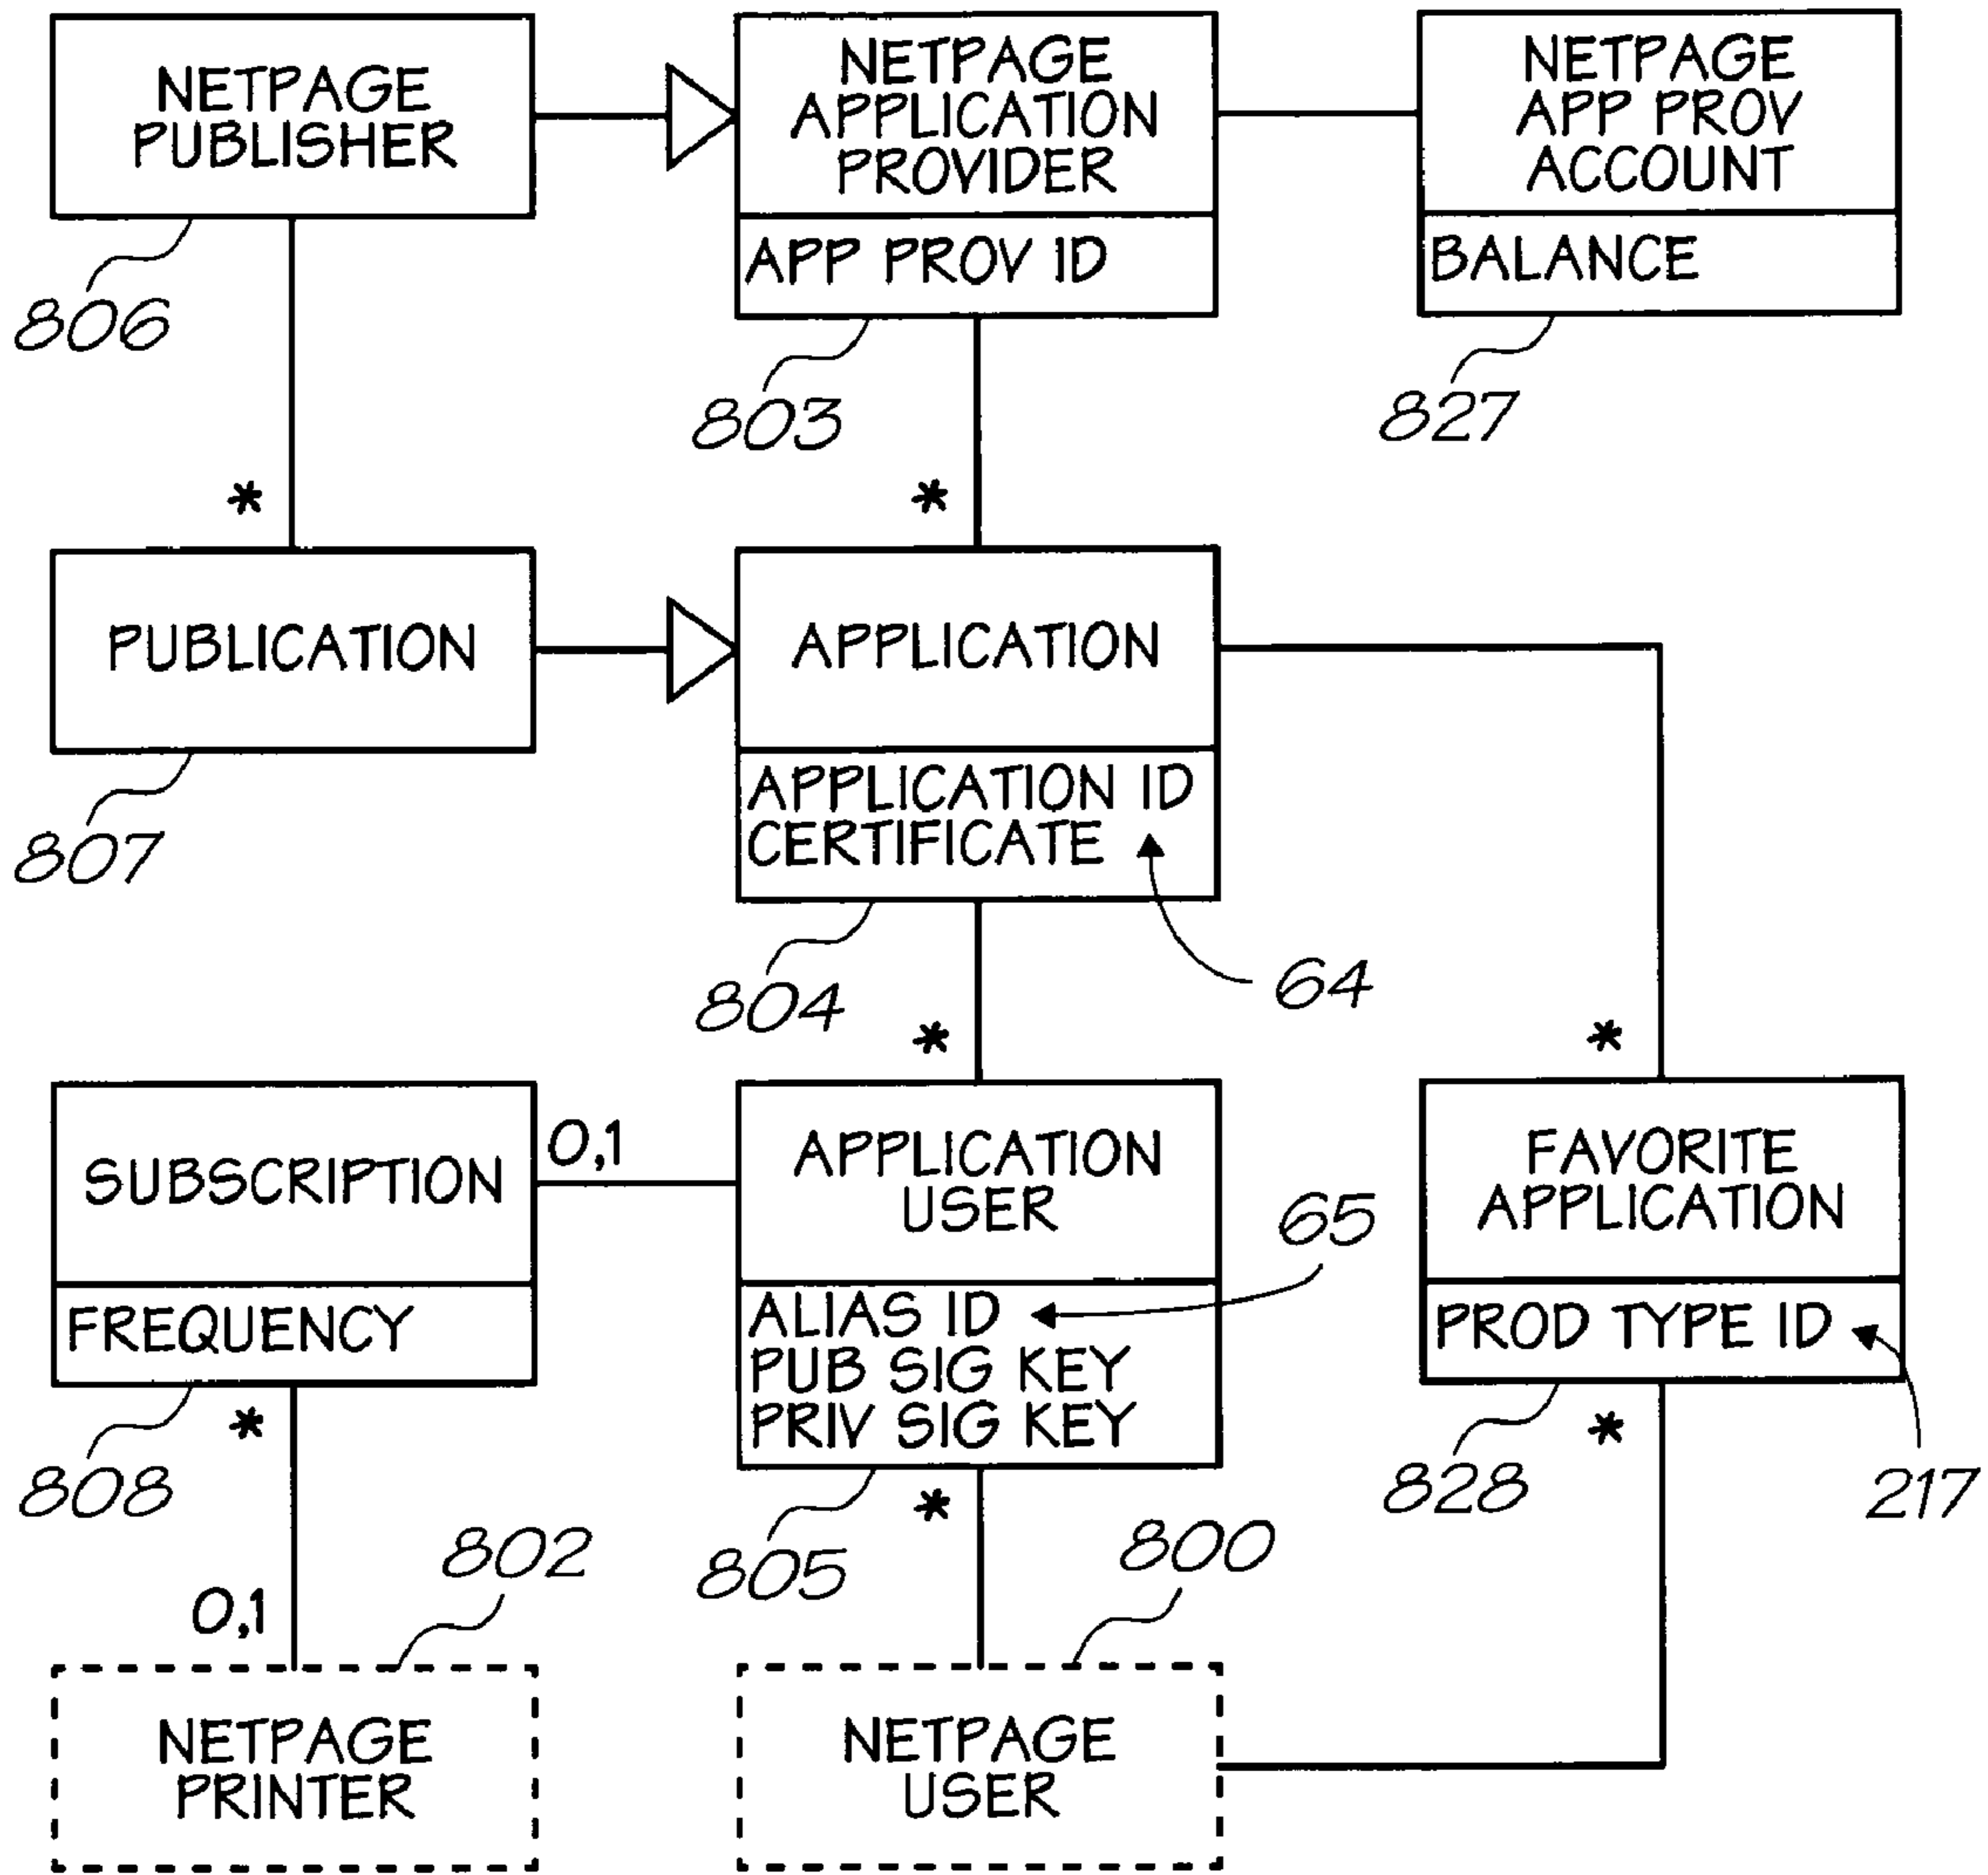 NETPAGE
PUBLISHER
806
NETPAGE
APPLICATION
PROVIDER
APP PROV ID
803
NETPAGE
APP PROV
ACCOUNT
BALANCE
827
*
*
PUBLICATION
807
APPLICATION
APPLICATION ID
CERTIFICATE
804
64
*
*
SUBSCRIPTION
FREQUENCY
808
0,1
APPLICATION
USER
65
ALIAS ID
PUB SIG KEY
PRIV SIG KEY
805
FAVORITE
APPLICATION
PROD TYPE ID
828
217
*
*
*
0,1
802
800
NETPAGE
PRINTER
NETPAGE
USER